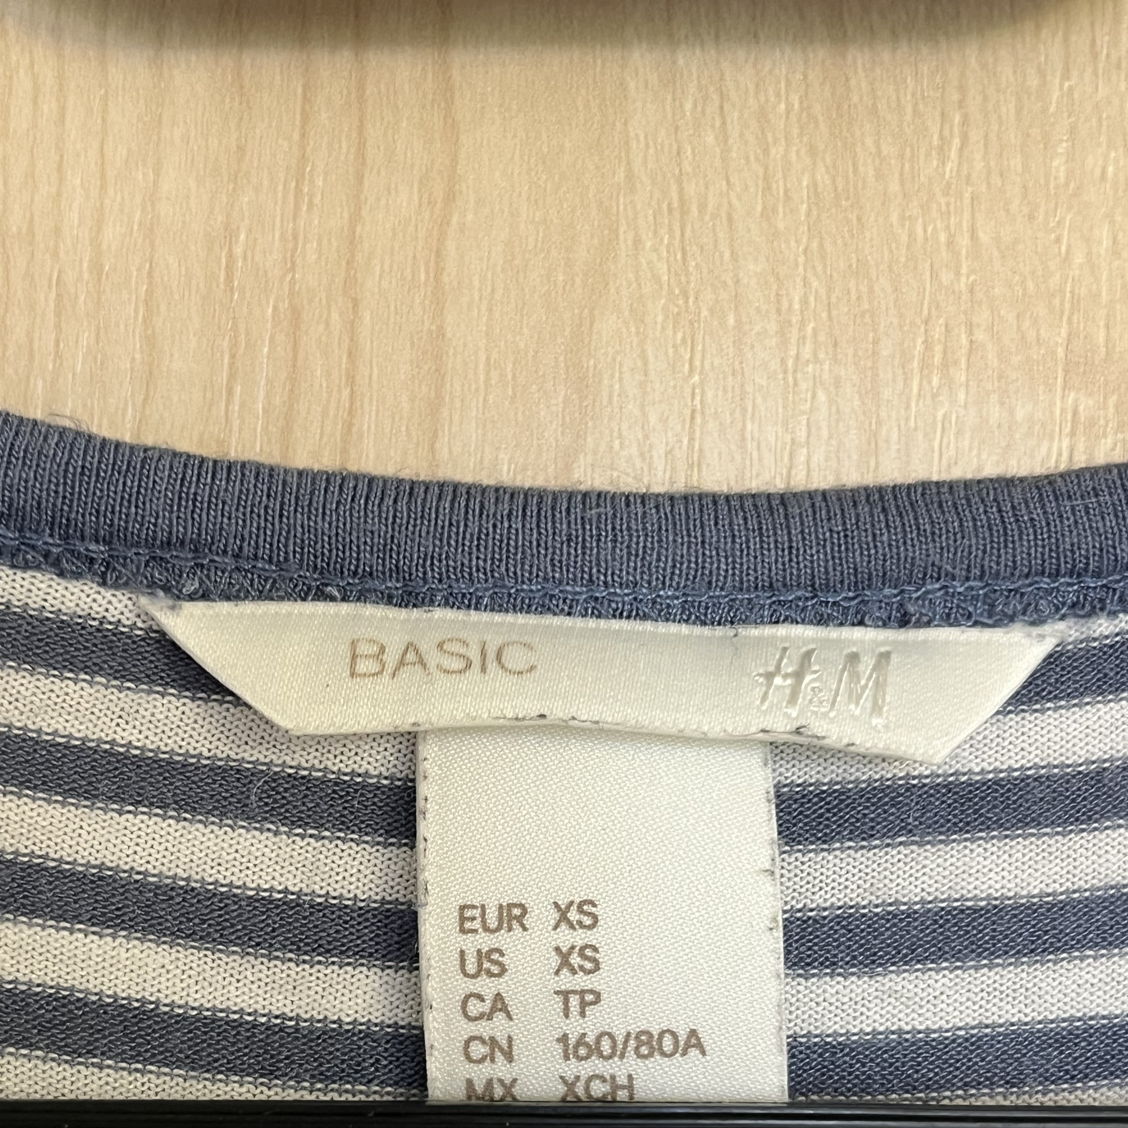 BASIC H&M
EUR XS
US XS
CA TP
CN 160/80A
MX XCH